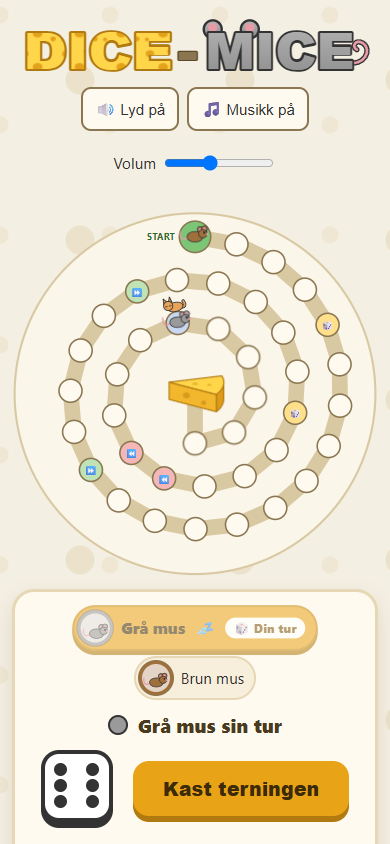 DICE-MICE
Lyd på
Musikk på
Volum
START
Grå mus
Din tur
Brun mus
Grå mus sin tur
Kast terningen